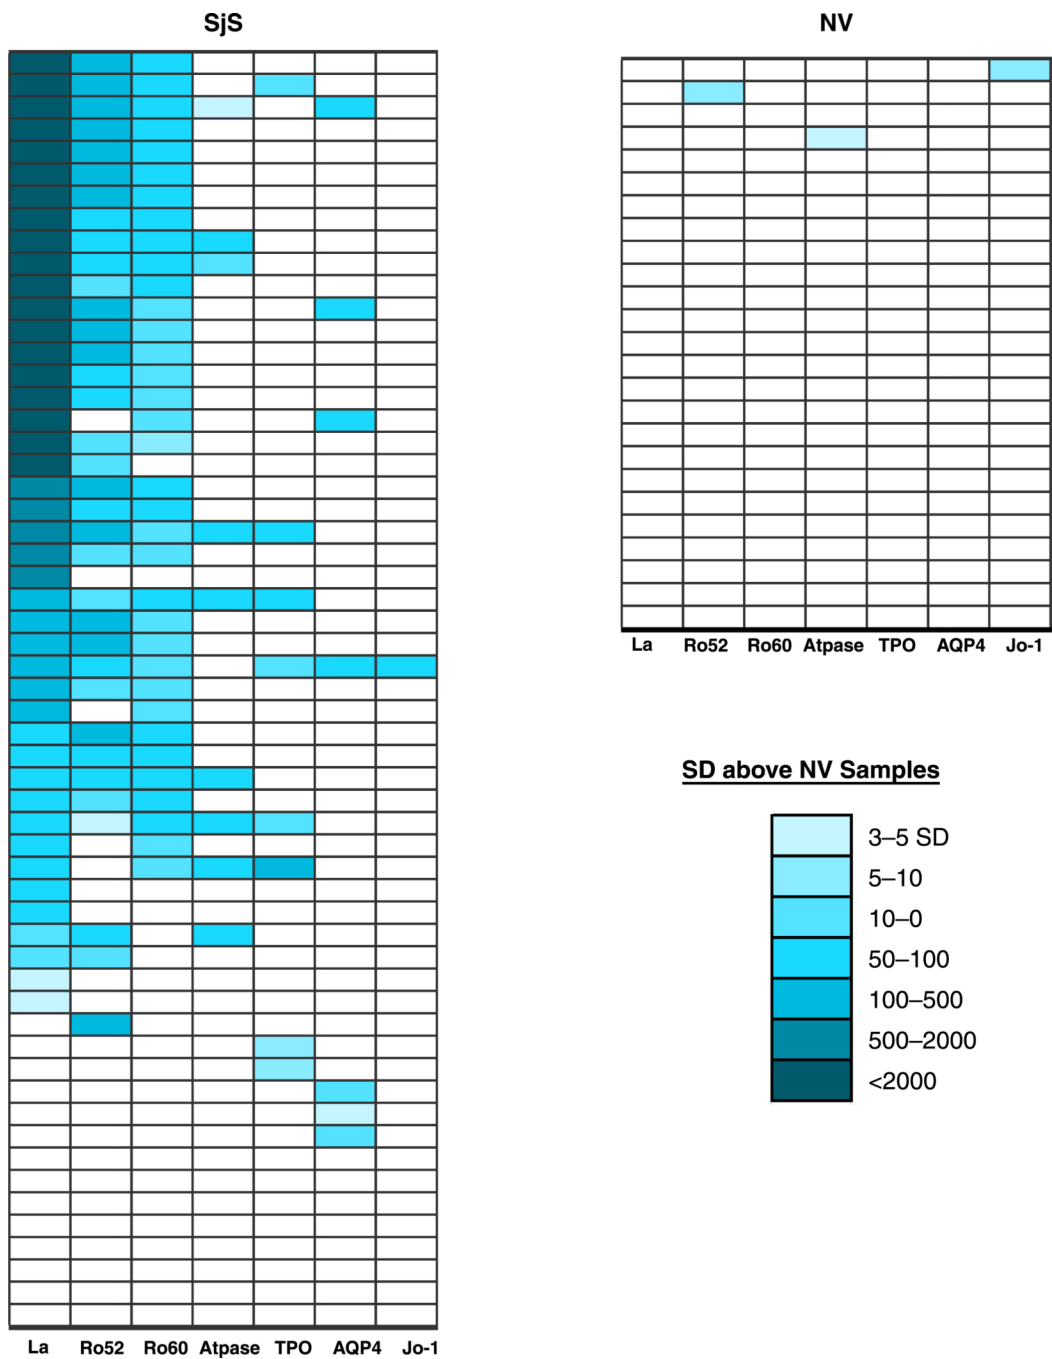 SjS
NV
La Ro52 Ro60 Atpase TPO AQP4 Jo-1
SD above NV Samples
3–5 SD
5–10
10–0
50–100
100–500
500–2000
<2000
La Ro52 Ro60 Atpase TPO AQP4 Jo-1